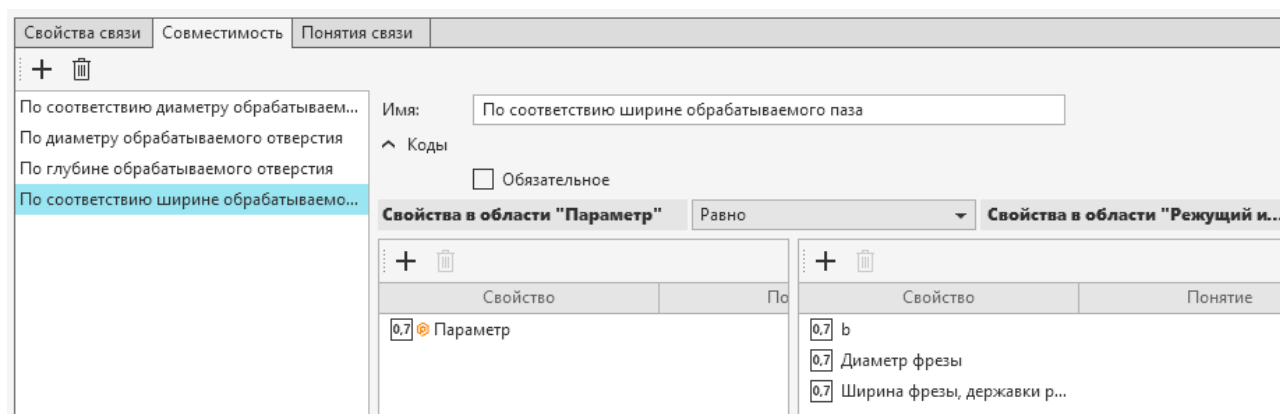 Свойства связи Совместимость Понятия связи
По соответствию диаметру обрабатываем...
По диаметру обрабатываемого отверстия
По глубине обрабатываемого отверстия
По соответствию ширине обрабатываемо...
Имя: По соответствию ширине обрабатываемого паза
Коды
Обязательное
Свойства в области "Параметр" Равно Свойства в области "Режущий и...
Свойство По Свойство Понятие
0,7 Параметр
0,7 b
0,7 Диаметр фрезы
0,7 Ширина фрезы, державки р...